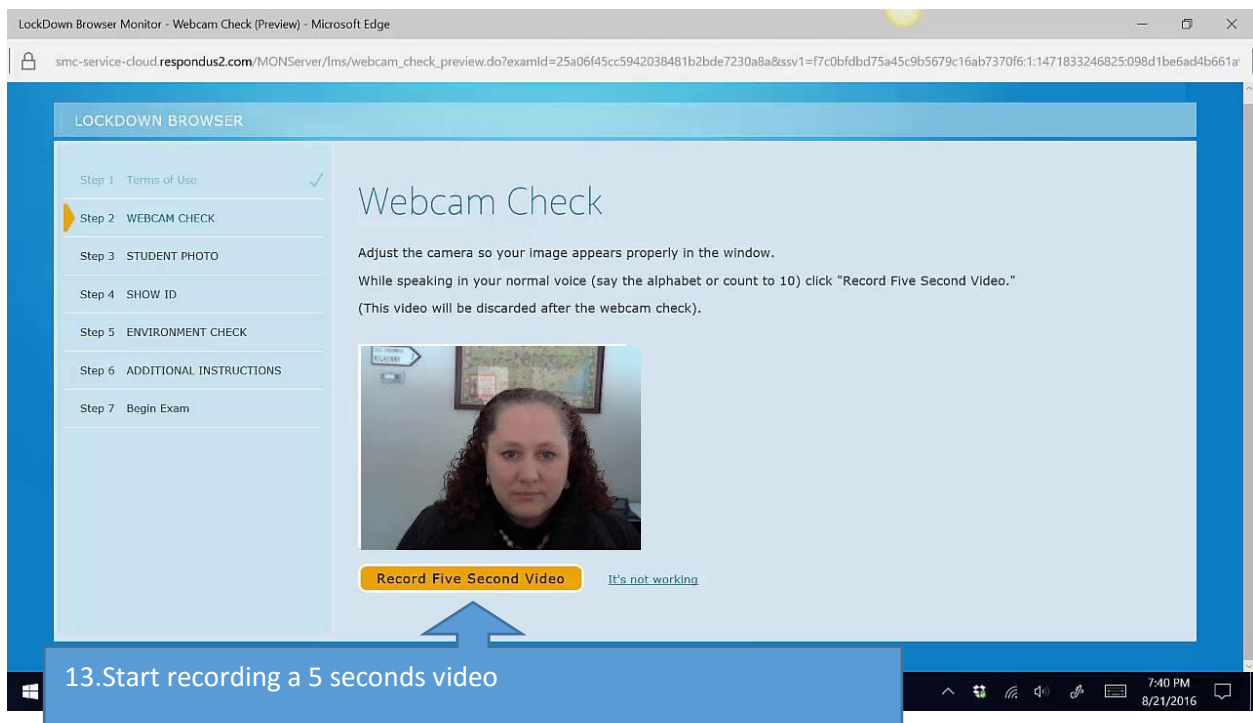 LockDown Browser Monitor - Webcam Check (Preview) - Microsoft Edge
smc-service-cloud.respondus2.com/MONServer/lms/webcam_check_preview.do?examId=25a06f45cc5942038481b2bde7230a8a&ssv1=f7c0bfdbd75a45c9b5679c16ab7370f6:1:1471833246825:098d1be6ad4b661a
LOCKDOWN BROWSER
Step 1 Terms of Use
Step 2 WEBCAM CHECK
Step 3 STUDENT PHOTO
Step 4 SHOW ID
Step 5 ENVIRONMENT CHECK
Step 6 ADDITIONAL INSTRUCTIONS
Step 7 Begin Exam
Webcam Check
Adjust the camera so your image appears properly in the window.
While speaking in your normal voice (say the alphabet or count to 10) click "Record Five Second Video."
(This video will be discarded after the webcam check).
Record Five Second Video
It's not working
13.Start recording a 5 seconds video
7:40 PM
8/21/2016